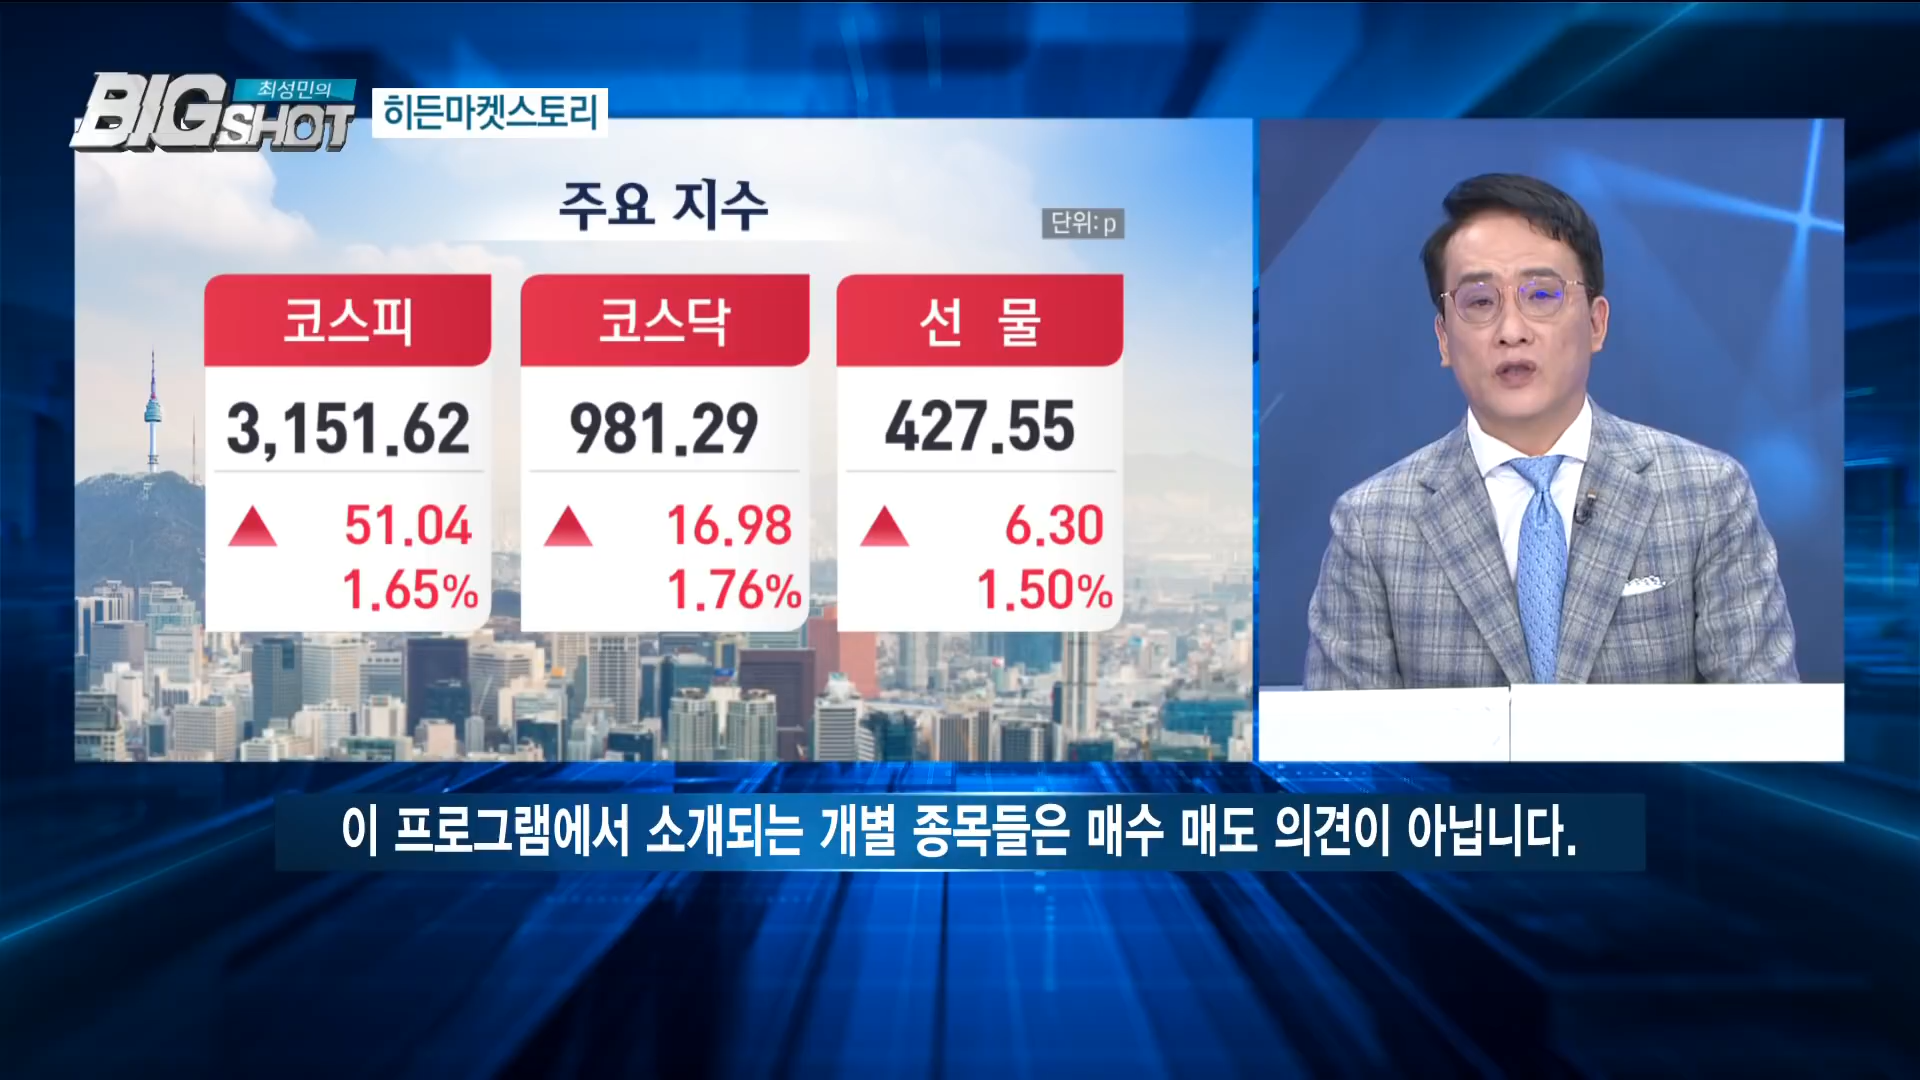 BIG 최성민의
SHOT
히든마켓스토리
주요 지수
단위:p
코스피
3,151.62
▲ 51.04
1.65%
코스닥
981.29
▲ 16.98
1.76%
선 물
427.55
▲ 6.30
1.50%
이 프로그램에서 소개되는 개별 종목들은 매수 매도 의견이 아닙니다.